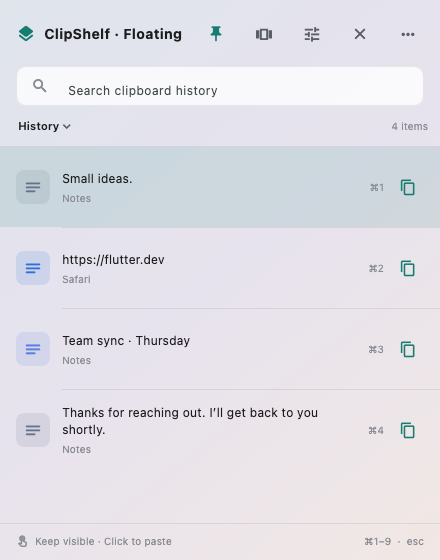 ClipShelf · Floating
Search clipboard history
History
4 items
Small ideas.
Notes
⌘1
https://flutter.dev
Safari
⌘2
Team sync · Thursday
Notes
⌘3
Thanks for reaching out. I’ll get back to you
shortly.
Notes
⌘4
Keep visible · Click to paste
⌘1–9 · esc